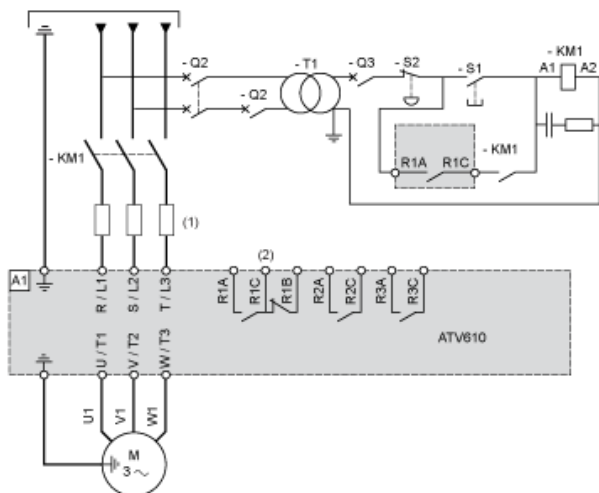 - Q2
- T1
- Q3
- S2
- S1
- KM1
A1
A2
- Q2
- KM1
R1A
R1C
- KM1
(1)
(2)
A1
R / L1
S / L2
T / L3
R1A
R1C
R1B
R2A
R2C
R3A
R3C
ATV610
U / T1
V / T2
W / T3
U1
V1
W1
M
3 ~